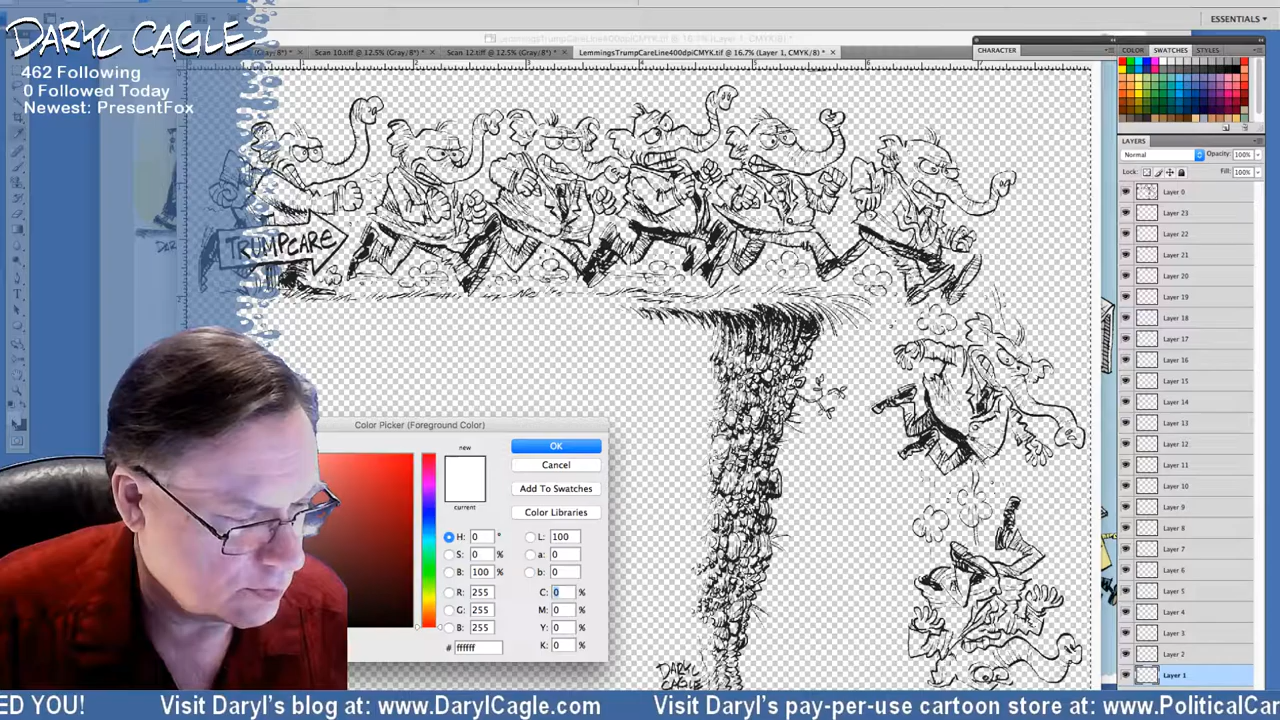 ESSENTIALS
DARYL CAGLE
462 Following
0 Followed Today
Newest: PresentFox
Scan 10.tiff @ 12.5% (Gray/8) *
Scan 12.tiff @ 12.5% (Gray/8) *
LemmingsTrumpCareLine400dpiCMYK.tif @ 16.7% (Layer 1, CMYK/8) *
CHARACTER
COLOR
SWATCHES
STYLES
LAYERS
Normal
Opacity: 100%
Lock:
Fill: 100%
Layer 0
Layer 23
Layer 22
Layer 21
Layer 20
Layer 19
Layer 18
Layer 17
Layer 16
Layer 15
Layer 14
Layer 13
Layer 12
Layer 11
Layer 10
Layer 9
Layer 8
Layer 7
Layer 6
Layer 5
Layer 4
Layer 3
Layer 2
Layer 1
TRUMPCARE
Color Picker (Foreground Color)
new
current
OK
Cancel
Add To Swatches
Color Libraries
H: 0 °
S: 0 %
B: 100 %
R: 255
G: 255
B: 255
# ffffff
L: 100
a: 0
b: 0
C: 0 %
M: 0 %
Y: 0 %
K: 0 %
DARYL
CAGLE
ED YOU! Visit Daryl's blog at: www.DarylCagle.com Visit Daryl's pay-per-use cartoon store at: www.PoliticalCar